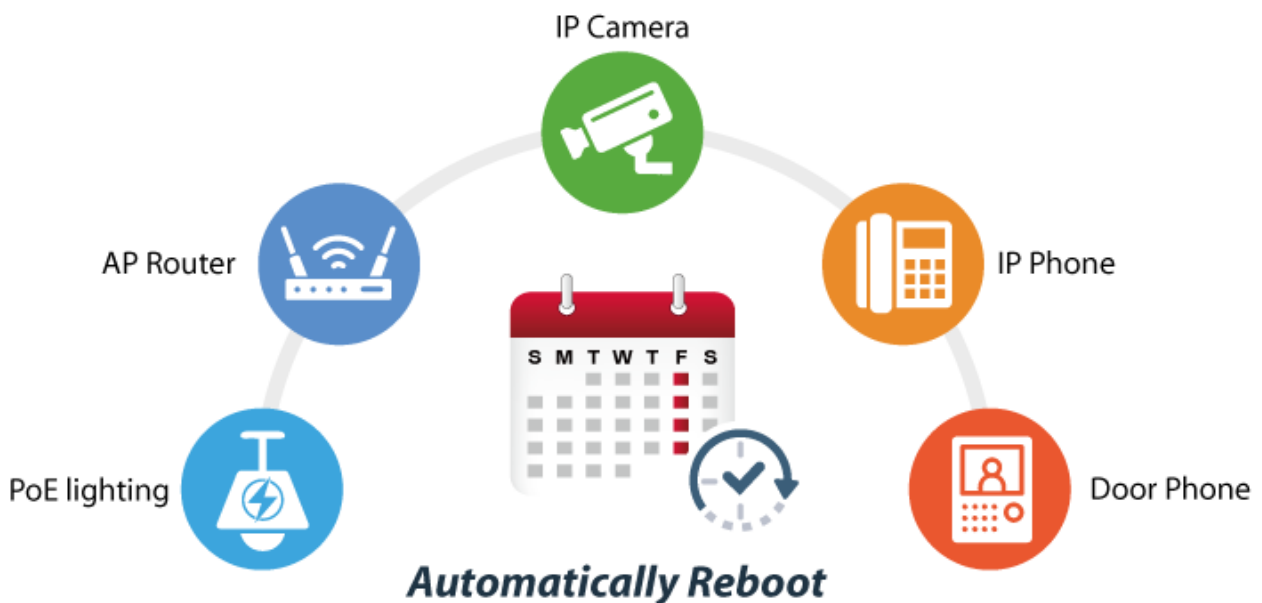 IP Camera
AP Router
IP Phone
S M T W T F S
PoE lighting
Door Phone
Automatically Reboot